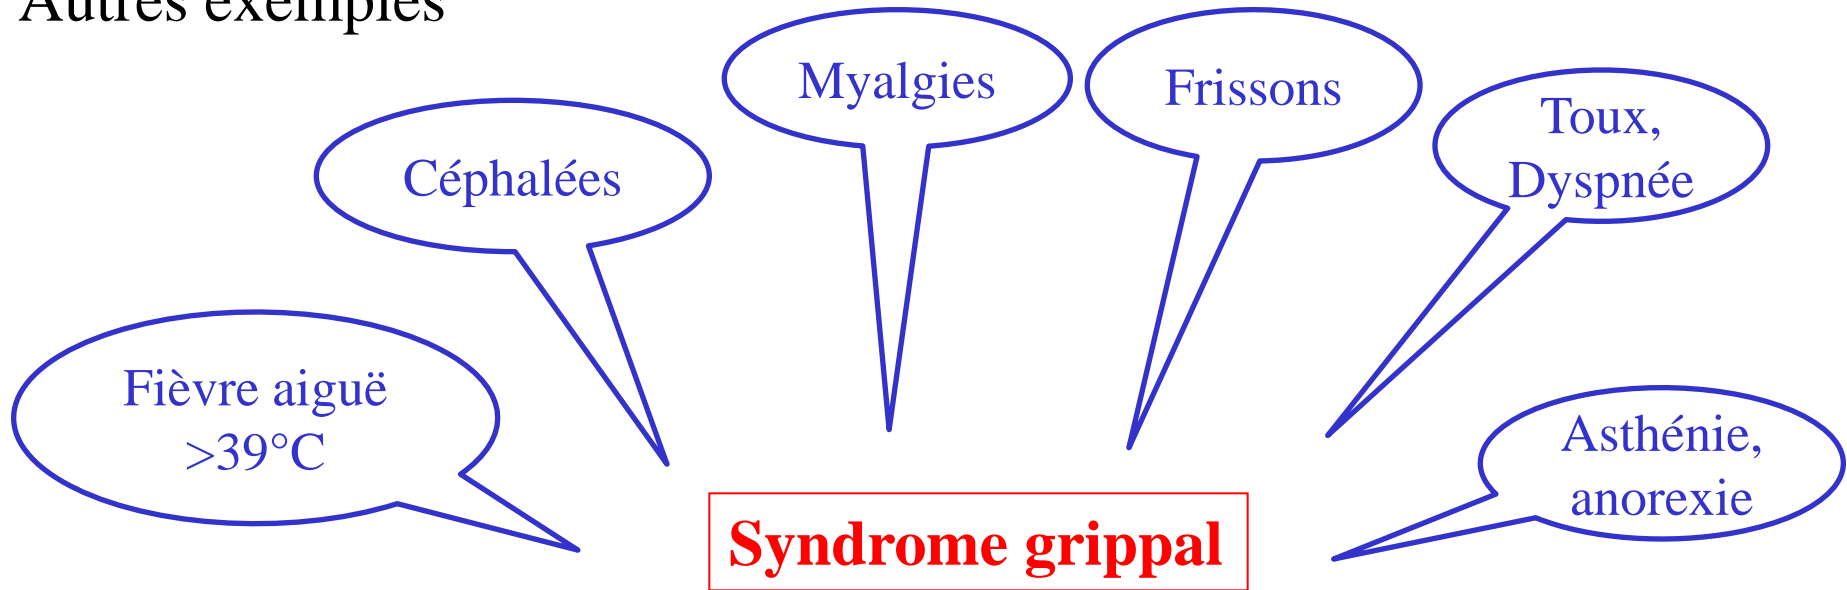 Autres exemples
Myalgies
Frissons
Toux,
Dyspnée
Céphalées
Fièvre aiguë
>39°C
Asthénie,
anorexie
Syndrome grippal